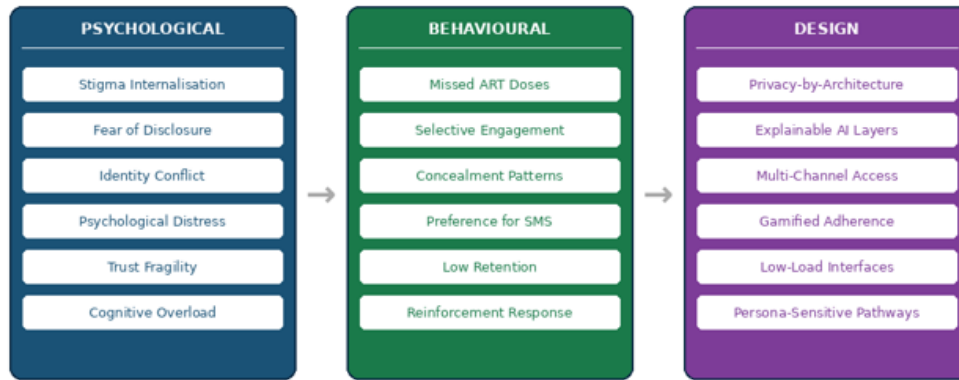 PSYCHOLOGICAL
Stigma Internalisation
Fear of Disclosure
Identity Conflict
Psychological Distress
Trust Fragility
Cognitive Overload
→
BEHAVIOURAL
Missed ART Doses
Selective Engagement
Concealment Patterns
Preference for SMS
Low Retention
Reinforcement Response
→
DESIGN
Privacy-by-Architecture
Explainable AI Layers
Multi-Channel Access
Gamified Adherence
Low-Load Interfaces
Persona-Sensitive Pathways